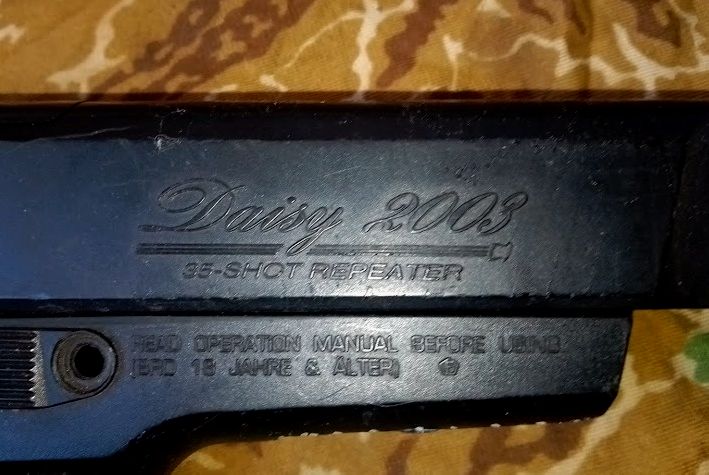 Daisy 2003
35-SHOT REPEATER
READ OPERATION MANUAL BEFORE USING
(BRD 18 JAHRE & ÄLTER)